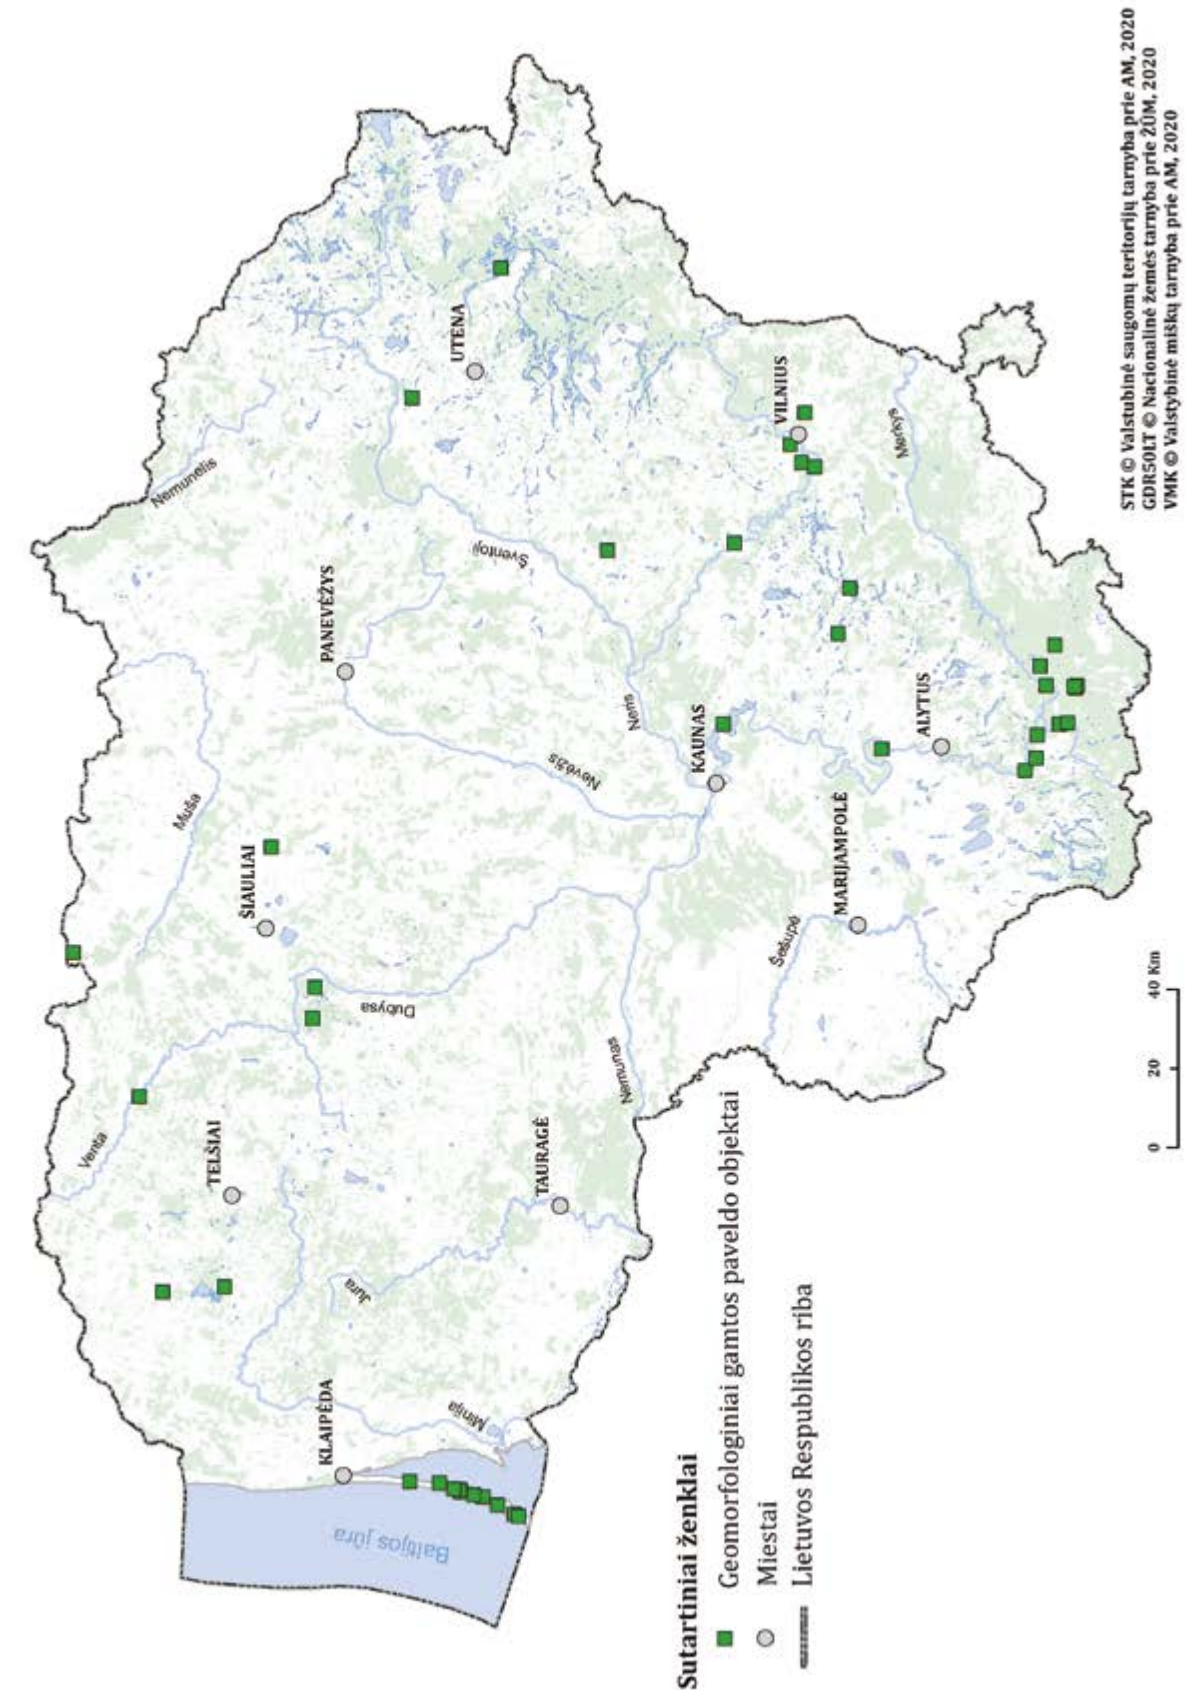 Nemunėlis
Venta
Mūša
TELŠIAI
ŠIAULIAI
PANEVĖŽYS
UTENA
KLAIPĖDA
Minija
Jūra
Dubysa
Nevėžis
Šventoji
Baltijos jūra
TAURAGĖ
Nemunas
Neris
KAUNAS
VILNIUS
Šešupė
MARIJAMPOLĖ
ALYTUS
Merkys
Sutartiniai ženklai
Geomorfologiniai gamtos paveldo objektai
Miestai
Lietuvos Respublikos riba
0 20 40 Km
STK © Valstubinė saugomų teritorijų tarnyba prie AM, 2020
GDR50LT © Nacionalinė žemės tarnyba prie ŽŪM, 2020
VMK © Valstybinė miškų tarnyba prie AM, 2020